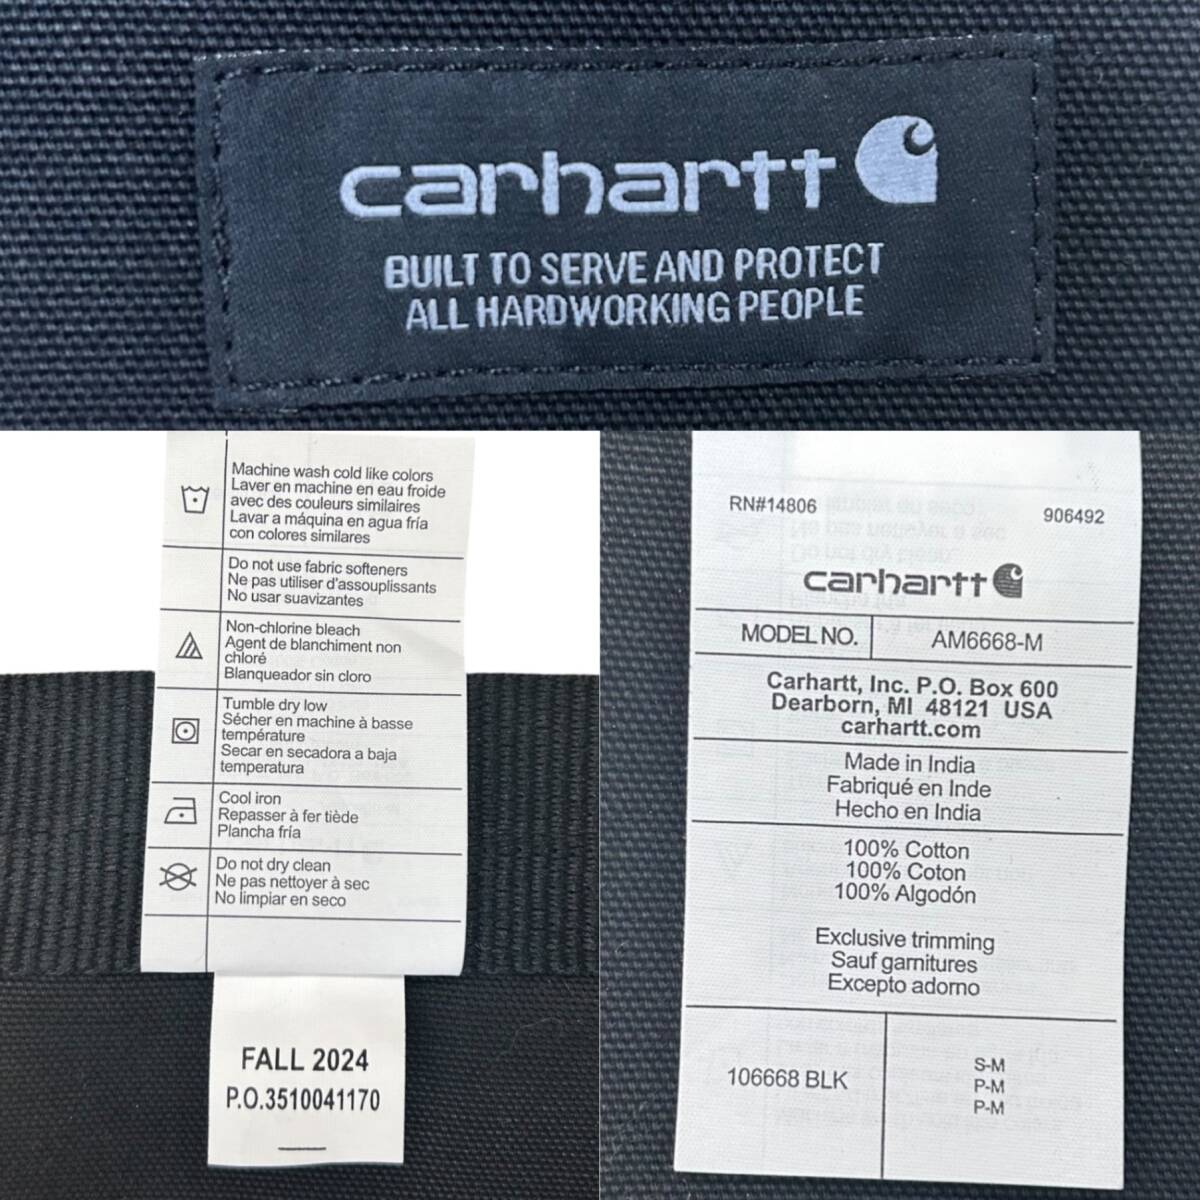 carhartt
BUILT TO SERVE AND PROTECT
ALL HARDWORKING PEOPLE
Machine wash cold like colors
Laver en machine en eau froide
avec des couleurs similaires
Lavar a máquina en agua fría
con colores similares
Do not use fabric softeners
Ne pas utiliser d'assouplissants
No usar suavizantes
Non-chlorine bleach
Agent de blanchiment non
chloré
Blanqueador sin cloro
Tumble dry low
Sécher en machine à basse
température
Secar en secadora a baja
temperatura
Cool iron
Repasser à fer tiède
Plancha fría
Do not dry clean
Ne pas nettoyer à sec
No limpiar en seco
FALL 2024
P.O.3510041170
RN#14806
906492
carhartt
MODEL NO. AM6668-M
Carhartt, Inc. P.O. Box 600
Dearborn, MI 48121 USA
carhartt.com
Made in India
Fabriqué en Inde
Hecho en India
100% Cotton
100% Coton
100% Algodón
Exclusive trimming
Sauf garnitures
Excepto adorno
106668 BLK
S-M
P-M
P-M